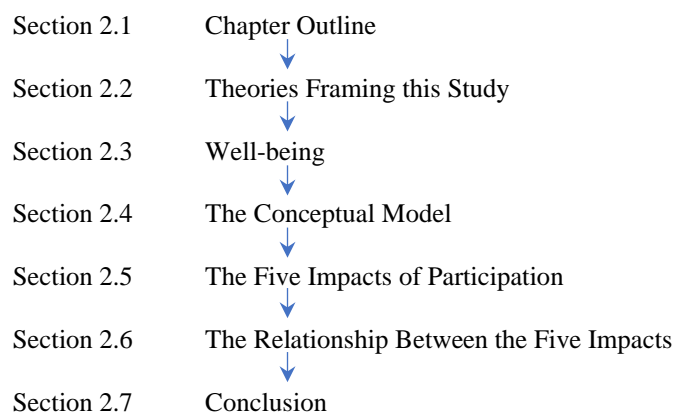 Section 2.1 Chapter Outline
Section 2.2 Theories Framing this Study
Section 2.3 Well-being
Section 2.4 The Conceptual Model
Section 2.5 The Five Impacts of Participation
Section 2.6 The Relationship Between the Five Impacts
Section 2.7 Conclusion